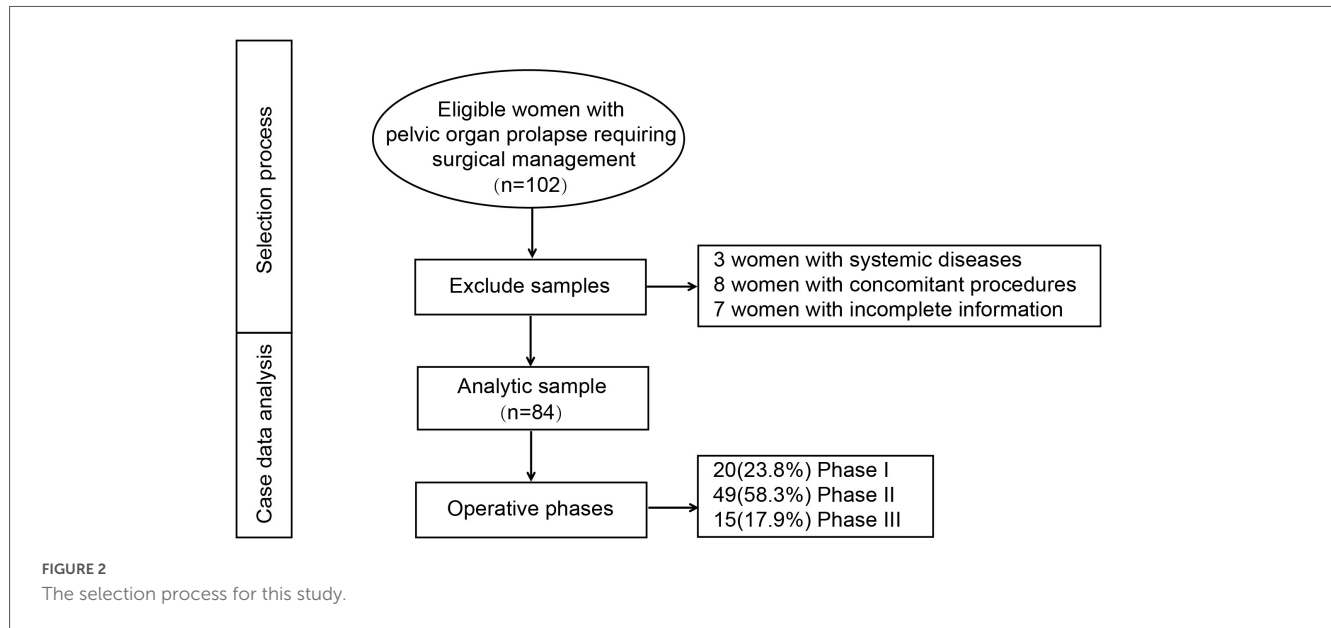 Selection process
Eligible women with
pelvic organ prolapse requiring
surgical management
(n=102)
Exclude samples
3 women with systemic diseases
8 women with concomitant procedures
7 women with incomplete information
Case data analysis
Analytic sample
(n=84)
Operative phases
20(23.8%) Phase I
49(58.3%) Phase II
15(17.9%) Phase III
FIGURE 2
The selection process for this study.